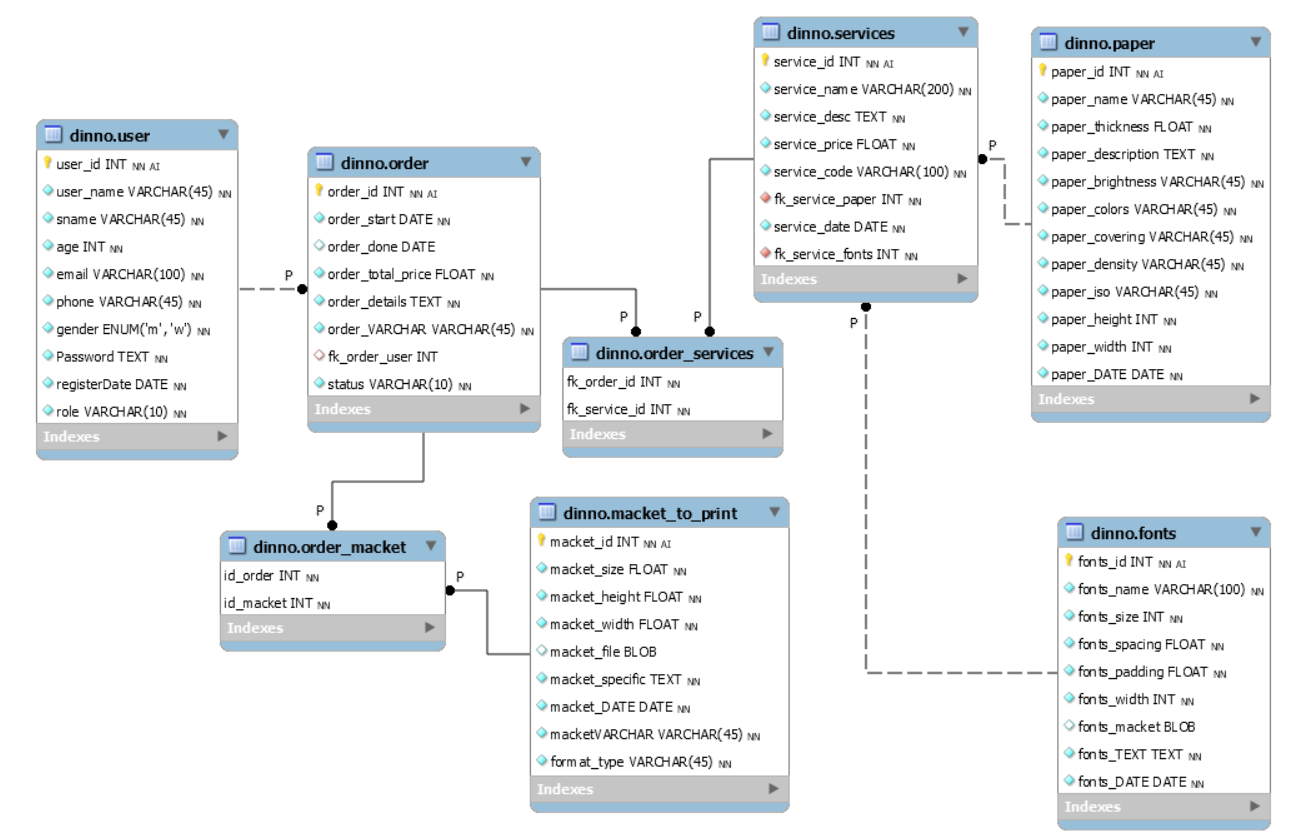 dinno.user
user_id INT NN AI
user_name VARCHAR(45) NN
sname VARCHAR(45) NN
age INT NN
email VARCHAR(100) NN
phone VARCHAR(45) NN
gender ENUM('m','w') NN
Password TEXT NN
registerDate DATE NN
role VARCHAR(10) NN
Indexes
P
dinno.order
order_id INT NN AI
order_start DATE NN
order_done DATE
order_total_price FLOAT NN
order_details TEXT NN
order_VARCHAR VARCHAR(45) NN
fk_order_user INT
status VARCHAR(10) NN
Indexes
P
P
dinno.order_services
fk_order_id INT NN
fk_service_id INT NN
Indexes
dinno.services
service_id INT NN AI
service_name VARCHAR(200) NN
service_desc TEXT NN
service_price FLOAT NN
service_code VARCHAR(100) NN
fk_service_paper INT NN
service_date DATE NN
fk_service_fonts INT NN
Indexes
P
P
dinno.paper
paper_id INT NN AI
paper_name VARCHAR(45) NN
paper_thickness FLOAT NN
paper_description TEXT NN
paper_brightness VARCHAR(45) NN
paper_colors VARCHAR(45) NN
paper_covering VARCHAR(45) NN
paper_density VARCHAR(45) NN
paper_iso VARCHAR(45) NN
paper_height INT NN
paper_width INT NN
paper_DATE DATE NN
Indexes
P
dinno.order_macket
id_order INT NN
id_macket INT NN
Indexes
P
dinno.macket_to_print
macket_id INT NN AI
macket_size FLOAT NN
macket_height FLOAT NN
macket_width FLOAT NN
macket_file BLOB
macket_specific TEXT NN
macket_DATE DATE NN
macketVARCHAR VARCHAR(45) NN
format_type VARCHAR(45) NN
Indexes
dinno.fonts
fonts_id INT NN AI
fonts_name VARCHAR(100) NN
fonts_size INT NN
fonts_spacing FLOAT NN
fonts_padding FLOAT NN
fonts_width INT NN
fonts_macket BLOB
fonts_TEXT TEXT NN
fonts_DATE DATE NN
Indexes